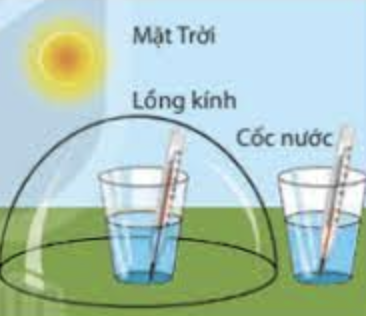 Mặt Trời
Lồng kính
Cốc nước